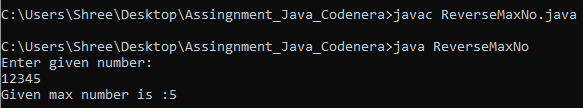 C:\Users\Shree\Desktop\Assingnment_Java_Codenera>javac ReverseMaxNo.java
C:\Users\Shree\Desktop\Assingnment_Java_Codenera>java ReverseMaxNo
Enter given number:
12345
Given max number is :5